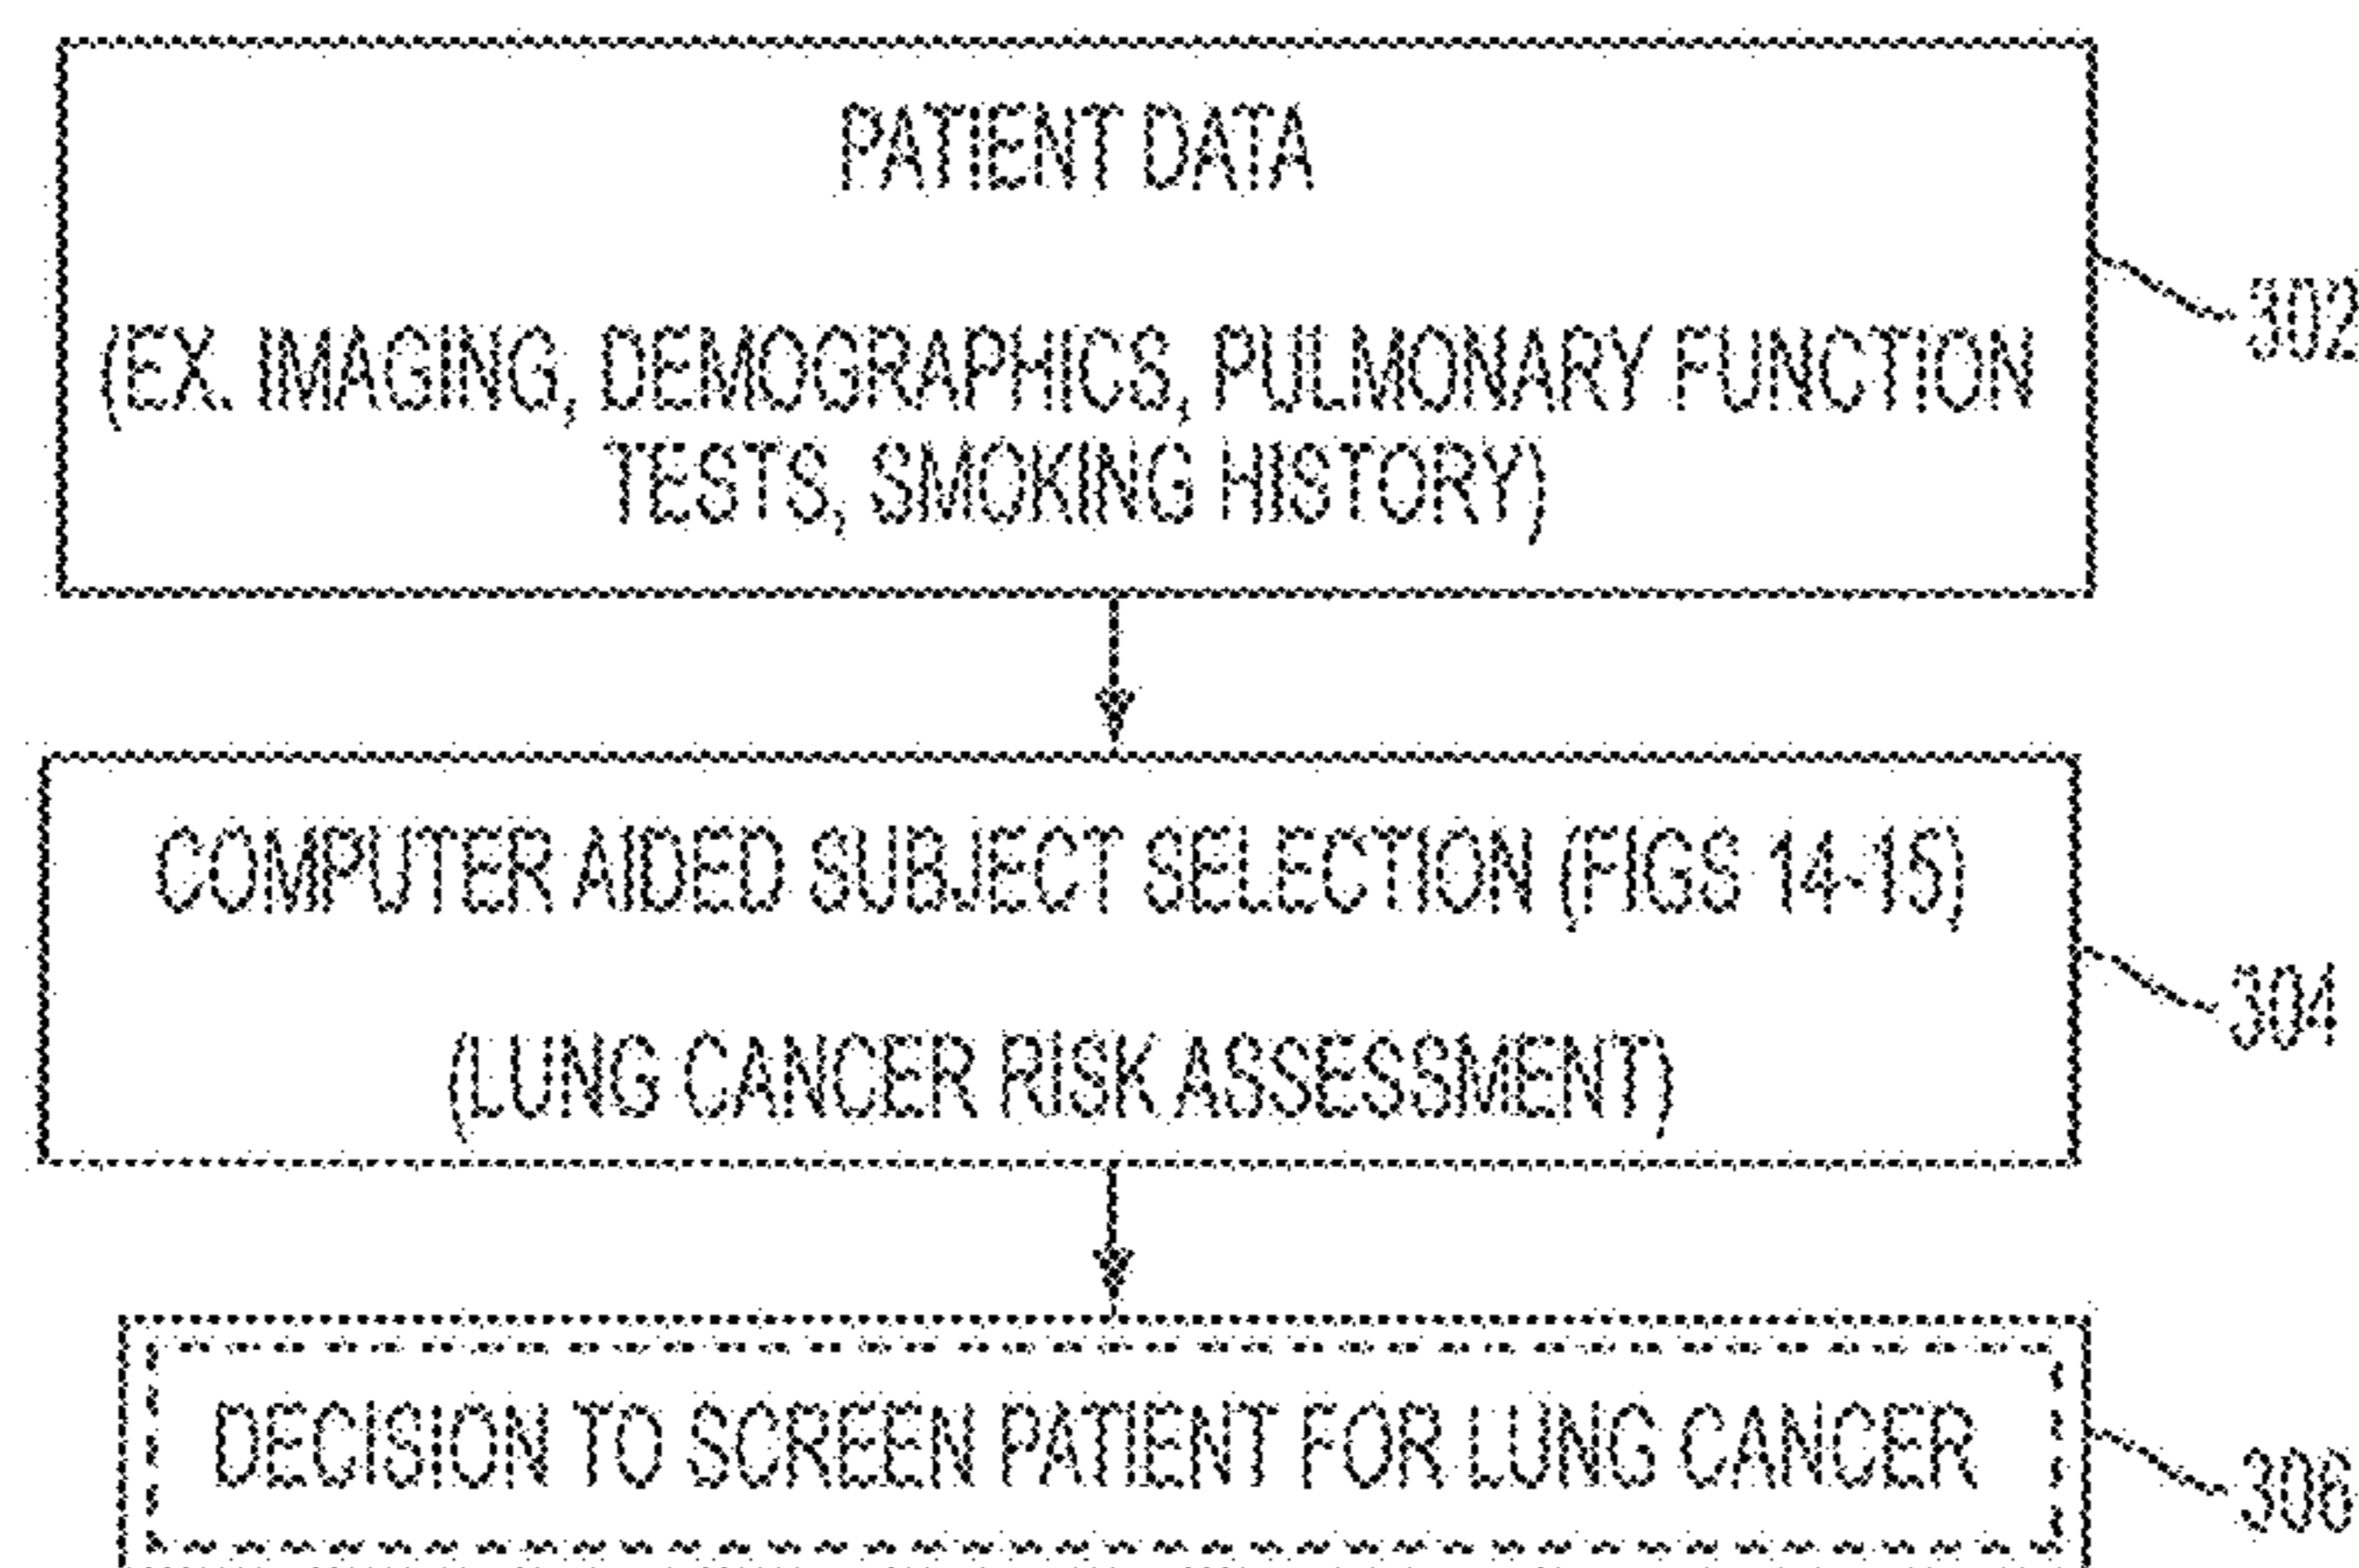 PATIENT DATA
(EX. IMAGING, DEMOGRAPHICS, PULMONARY FUNCTION
TESTS, SMOKING HISTORY)
302
COMPUTER AIDED SUBJECT SELECTION (FIGS 14-15)
(LUNG CANCER RISK ASSESSMENT)
304
DECISION TO SCREEN PATIENT FOR LUNG CANCER
306